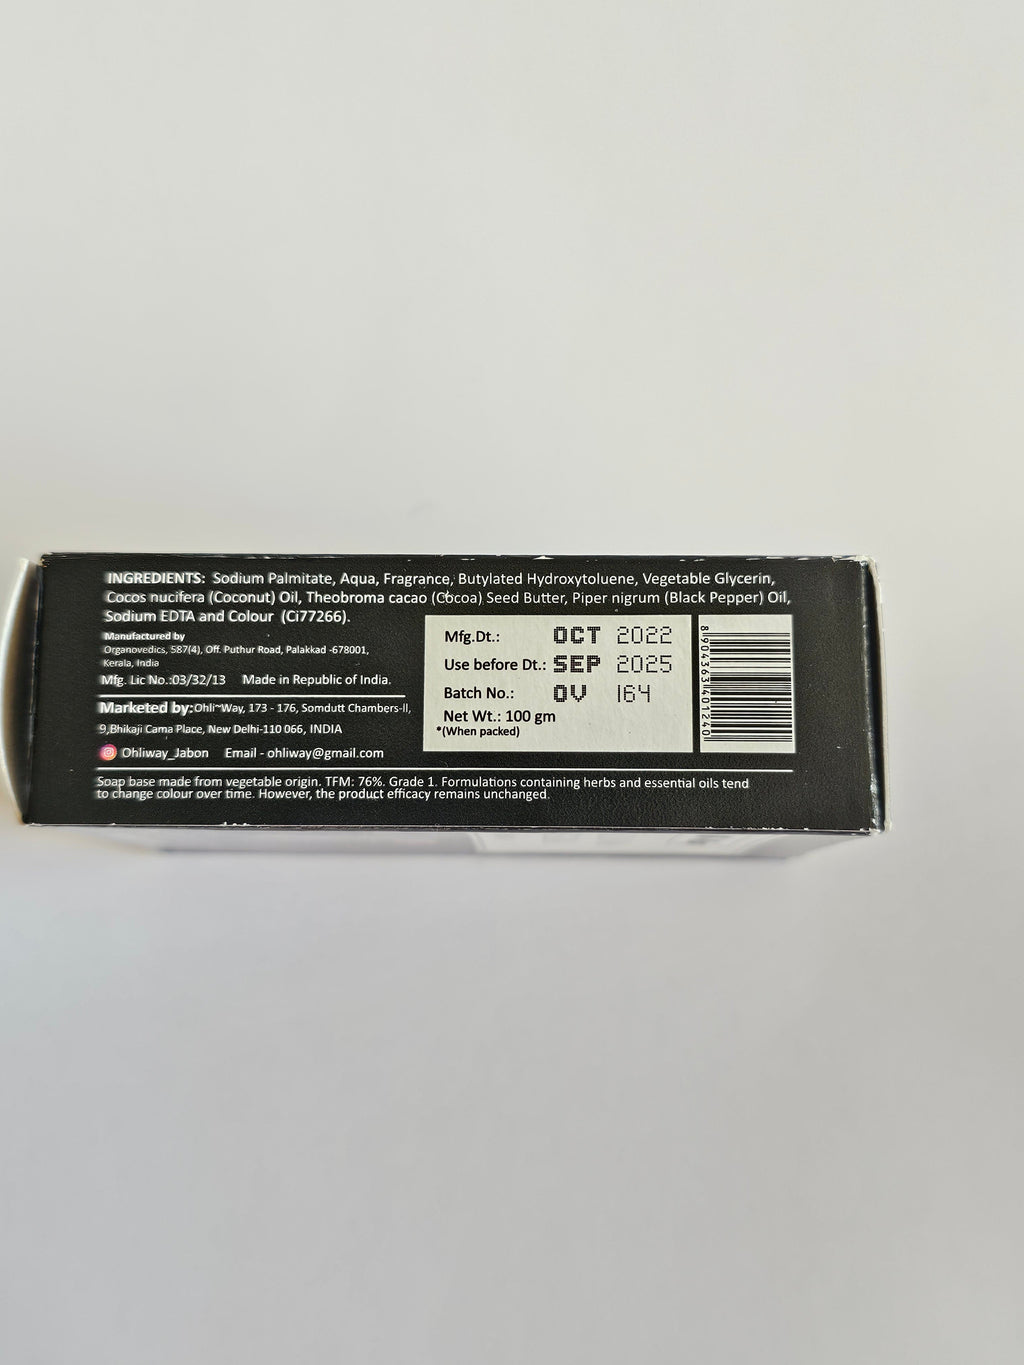 INGREDIENTS: Sodium Palmitate, Aqua, Fragrance, Butylated Hydroxytoluene, Vegetable Glycerin,
Cocos nucifera (Coconut) Oil, Theobroma cacao (Cocoa) Seed Butter, Piper nigrum (Black Pepper) Oil,
Sodium EDTA and Colour (Ci77266).
Manufactured by
Organovedics, 587(4), Off. Puthur Road, Palakkad -678001,
Kerala, India
Mfg. Lic No.:03/32/13 Made in Republic of India.
Marketed by:Ohli~Way, 173 - 176, Somdutt Chambers-II,
9,Bhikaji Cama Place, New Delhi-110 066, INDIA
Ohliway_Jabon Email - ohliway@gmail.com
Mfg.Dt.: OCT 2022
Use before Dt.: SEP 2025
Batch No.: OV 164
Net Wt.: 100 gm
*(When packed)
8904363401240
Soap base made from vegetable origin. TFM: 76%. Grade 1. Formulations containing herbs and essential oils tend
to change colour over time. However, the product efficacy remains unchanged.